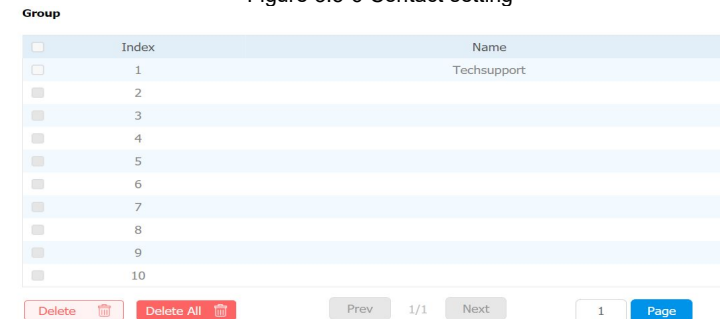 Figure 6.9-6 Contact setting
Group
Index Name
1 Techsupport
2
3
4
5
6
7
8
9
10
Delete Delete All Prev 1/1 Next 1 Page